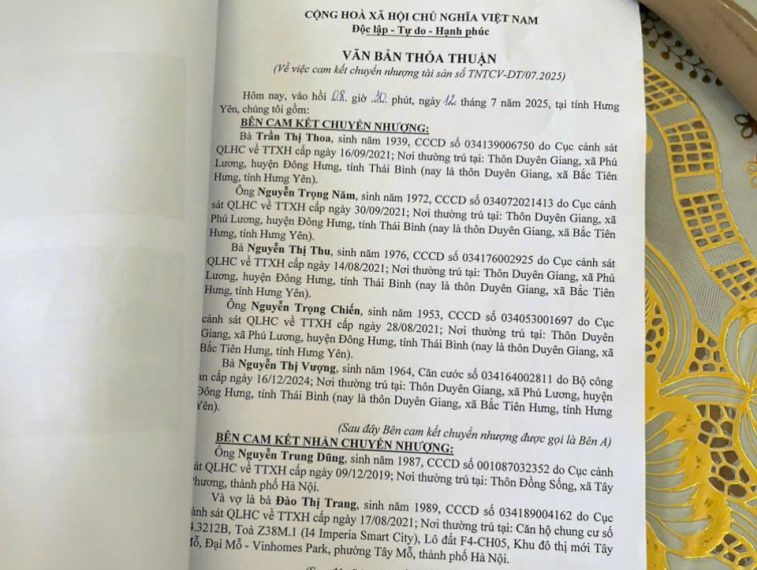 CỘNG HOÀ XÃ HỘI CHỦ NGHĨA VIỆT NAM
Độc lập - Tự do - Hạnh phúc
VĂN BẢN THỎA THUẬN
(Về việc cam kết chuyển nhượng tài sản số TNTCV-DT/07.2025)
Hôm nay, vào hồi 08 giờ 30 phút, ngày 12 tháng 7 năm 2025, tại tỉnh Hưng
Yên, chúng tôi gồm:
BÊN CAM KẾT CHUYỂN NHƯỢNG:
Bà Trần Thị Thoa, sinh năm 1939, CCCD số 034139006750 do Cục cảnh sát
QLHC về TTXH cấp ngày 16/09/2021; Nơi thường trú tại: Thôn Duyên Giang, xã Phú
Lương, huyện Đông Hưng, tỉnh Thái Bình (nay là thôn Duyên Giang, xã Bắc Tiên
Hưng, tỉnh Hưng Yên).
Ông Nguyễn Trọng Năm, sinh năm 1972, CCCD số 034072021413 do Cục cảnh
sát QLHC về TTXH cấp ngày 30/09/2021; Nơi thường trú tại: Thôn Duyên Giang, xã
Phú Lương, huyện Đông Hưng, tỉnh Thái Bình (nay là thôn Duyên Giang, xã Bắc Tiên
Hưng, tỉnh Hưng Yên).
Bà Nguyễn Thị Thu, sinh năm 1976, CCCD số 034176002925 do Cục cảnh sát
QLHC về TTXH cấp ngày 14/08/2021; Nơi thường trú tại: Thôn Duyên Giang, xã Phú
Lương, huyện Đông Hưng, tỉnh Thái Bình (nay là thôn Duyên Giang, xã Bắc Tiên
Hưng, tỉnh Hưng Yên).
Ông Nguyễn Trọng Chiến, sinh năm 1953, CCCD số 034053001697 do Cục
cảnh sát QLHC về TTXH cấp ngày 28/08/2021; Nơi thường trú tại: Thôn Duyên
Giang, xã Phú Lương, huyện Đông Hưng, tỉnh Thái Bình (nay là thôn Duyên Giang, xã
Bắc Tiên Hưng, tỉnh Hưng Yên).
Bà Nguyễn Thị Vượng, sinh năm 1964, Căn cước số 034164002811 do Bộ công
an cấp ngày 16/12/2024; Nơi thường trú tại: Thôn Duyên Giang, xã Phú Lương, huyện
Đông Hưng, tỉnh Thái Bình (nay là thôn Duyên Giang, xã Bắc Tiên Hưng, tỉnh Hưng
Yên).
(Sau đây Bên cam kết chuyển nhượng được gọi là Bên A)
BÊN CAM KẾT NHẬN CHUYỂN NHƯỢNG:
Ông Nguyễn Trung Dũng, sinh năm 1987, CCCD số 001087032352 do Cục cảnh
át QLHC về TTXH cấp ngày 09/12/2019; Nơi thường trú tại: Thôn Đồng Sống, xã Tây
hương, thành phố Hà Nội.
Và vợ là bà Đào Thị Trang, sinh năm 1989, CCCD số 034189004162 do Cục
ảnh sát QLHC về TTXH cấp ngày 17/08/2021; Nơi thường trú tại: Căn hộ chung cư số
.3212B, Toà Z38M.1 (I4 Imperia Smart City), Lô đất F4-CH05, Khu đô thị mới Tây
Mỗ, Đại Mỗ - Vinhomes Park, phường Tây Mỗ, thành phố Hà Nội.